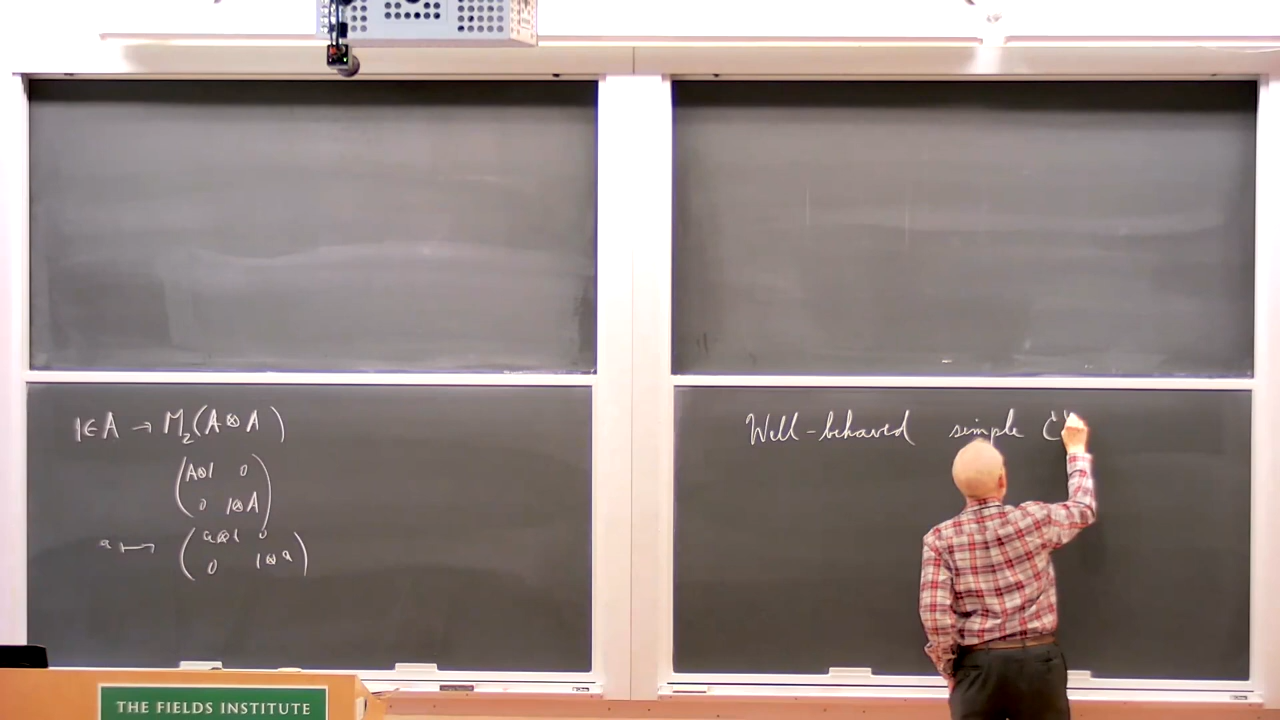 1∈A → M₂(A⊗A)
(A⊗1 0
0 1⊗A)
a ↦ (a⊗1 0
0 1⊗a)
Well-behaved simple C*
THE FIELDS INSTITUTE